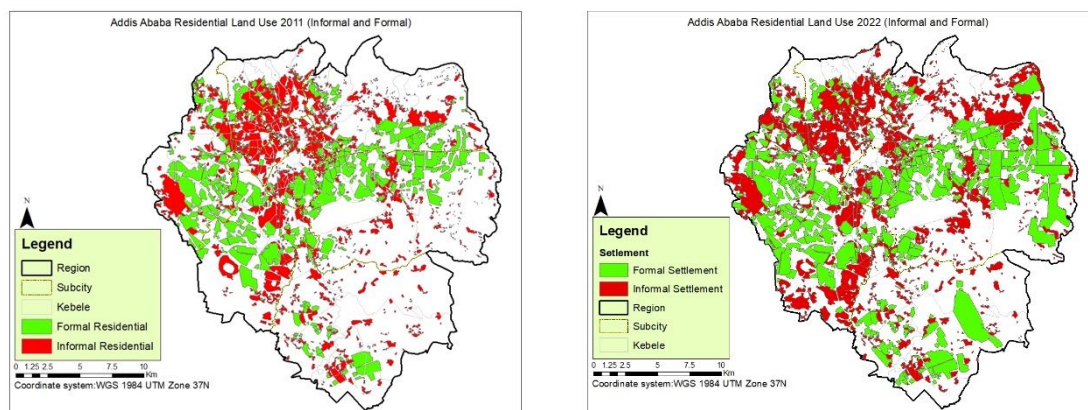 Addis Ababa Residential Land Use 2011 (Informal and Formal)
N
Legend
Region
Subcity
Kebele
Formal Residential
Informal Residential
0 1.25 2.5 5 7.5 10
Km
Coordinate system:WGS 1984 UTM Zone 37N
Addis Ababa Residential Land Use 2022 (Informal and Formal)
N
Legend
Settlement
Formal Settlement
Informal Settlement
Region
Subcity
Kebele
0 1.25 2.5 5 7.5 10
Km
Coordinate system:WGS 1984 UTM Zone 37N